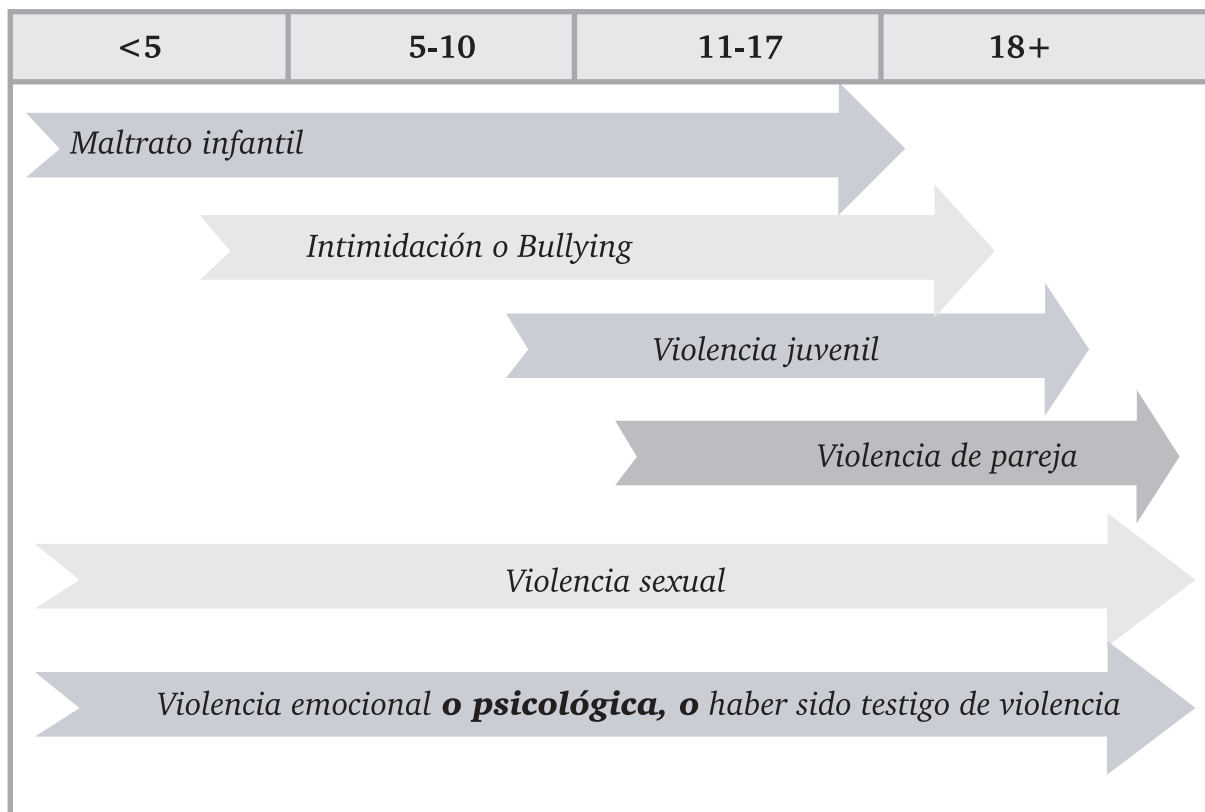 <5 5-10 11-17 18+
Maltrato infantil
Intimidación o Bullying
Violencia juvenil
Violencia de pareja
Violencia sexual
Violencia emocional o psicológica, o haber sido testigo de violencia